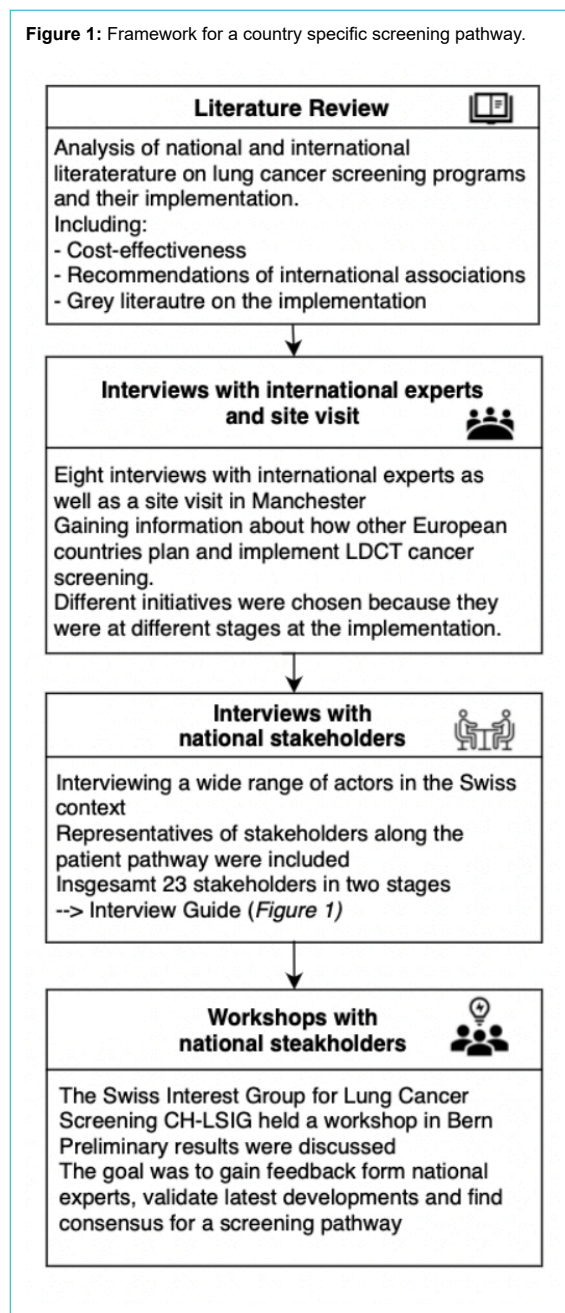 Figure 1: Framework for a country specific screening pathway.
Literature Review
Analysis of national and international
literaterature on lung cancer screening programs
and their implementation.
Including:
- Cost-effectiveness
- Recommendations of international associations
- Grey literautre on the implementation
Interviews with international experts
and site visit
Eight interviews with international experts as
well as a site visit in Manchester
Gaining information about how other European
countries plan and implement LDCT cancer
screening.
Different initiatives were chosen because they
were at different stages at the implementation.
Interviews with
national stakeholders
Interviewing a wide range of actors in the Swiss
context
Representatives of stakeholders along the
patient pathway were included
Insgesamt 23 stakeholders in two stages
--> Interview Guide (Figure 1)
Workshops with
national steakholders
The Swiss Interest Group for Lung Cancer
Screening CH-LSIG held a workshop in Bern
Preliminary results were discussed
The goal was to gain feedback form national
experts, validate latest developments and find
consensus for a screening pathway